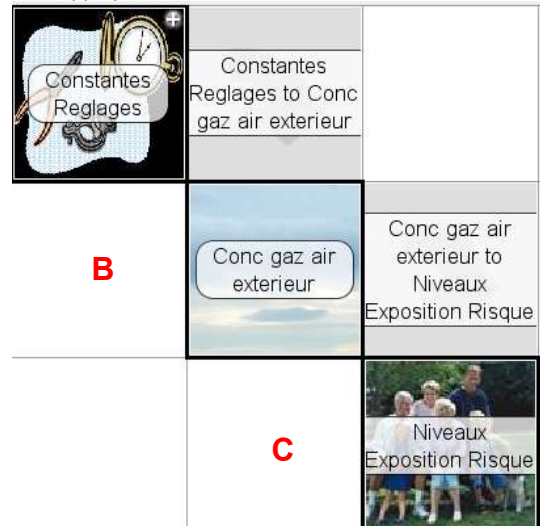 Constantes
Reglages
Constantes
Reglages to Conc
gaz air exterieur
B
Conc gaz air
exterieur
Conc gaz air
exterieur to
Niveaux
Exposition Risque
C
Niveaux
Exposition Risque